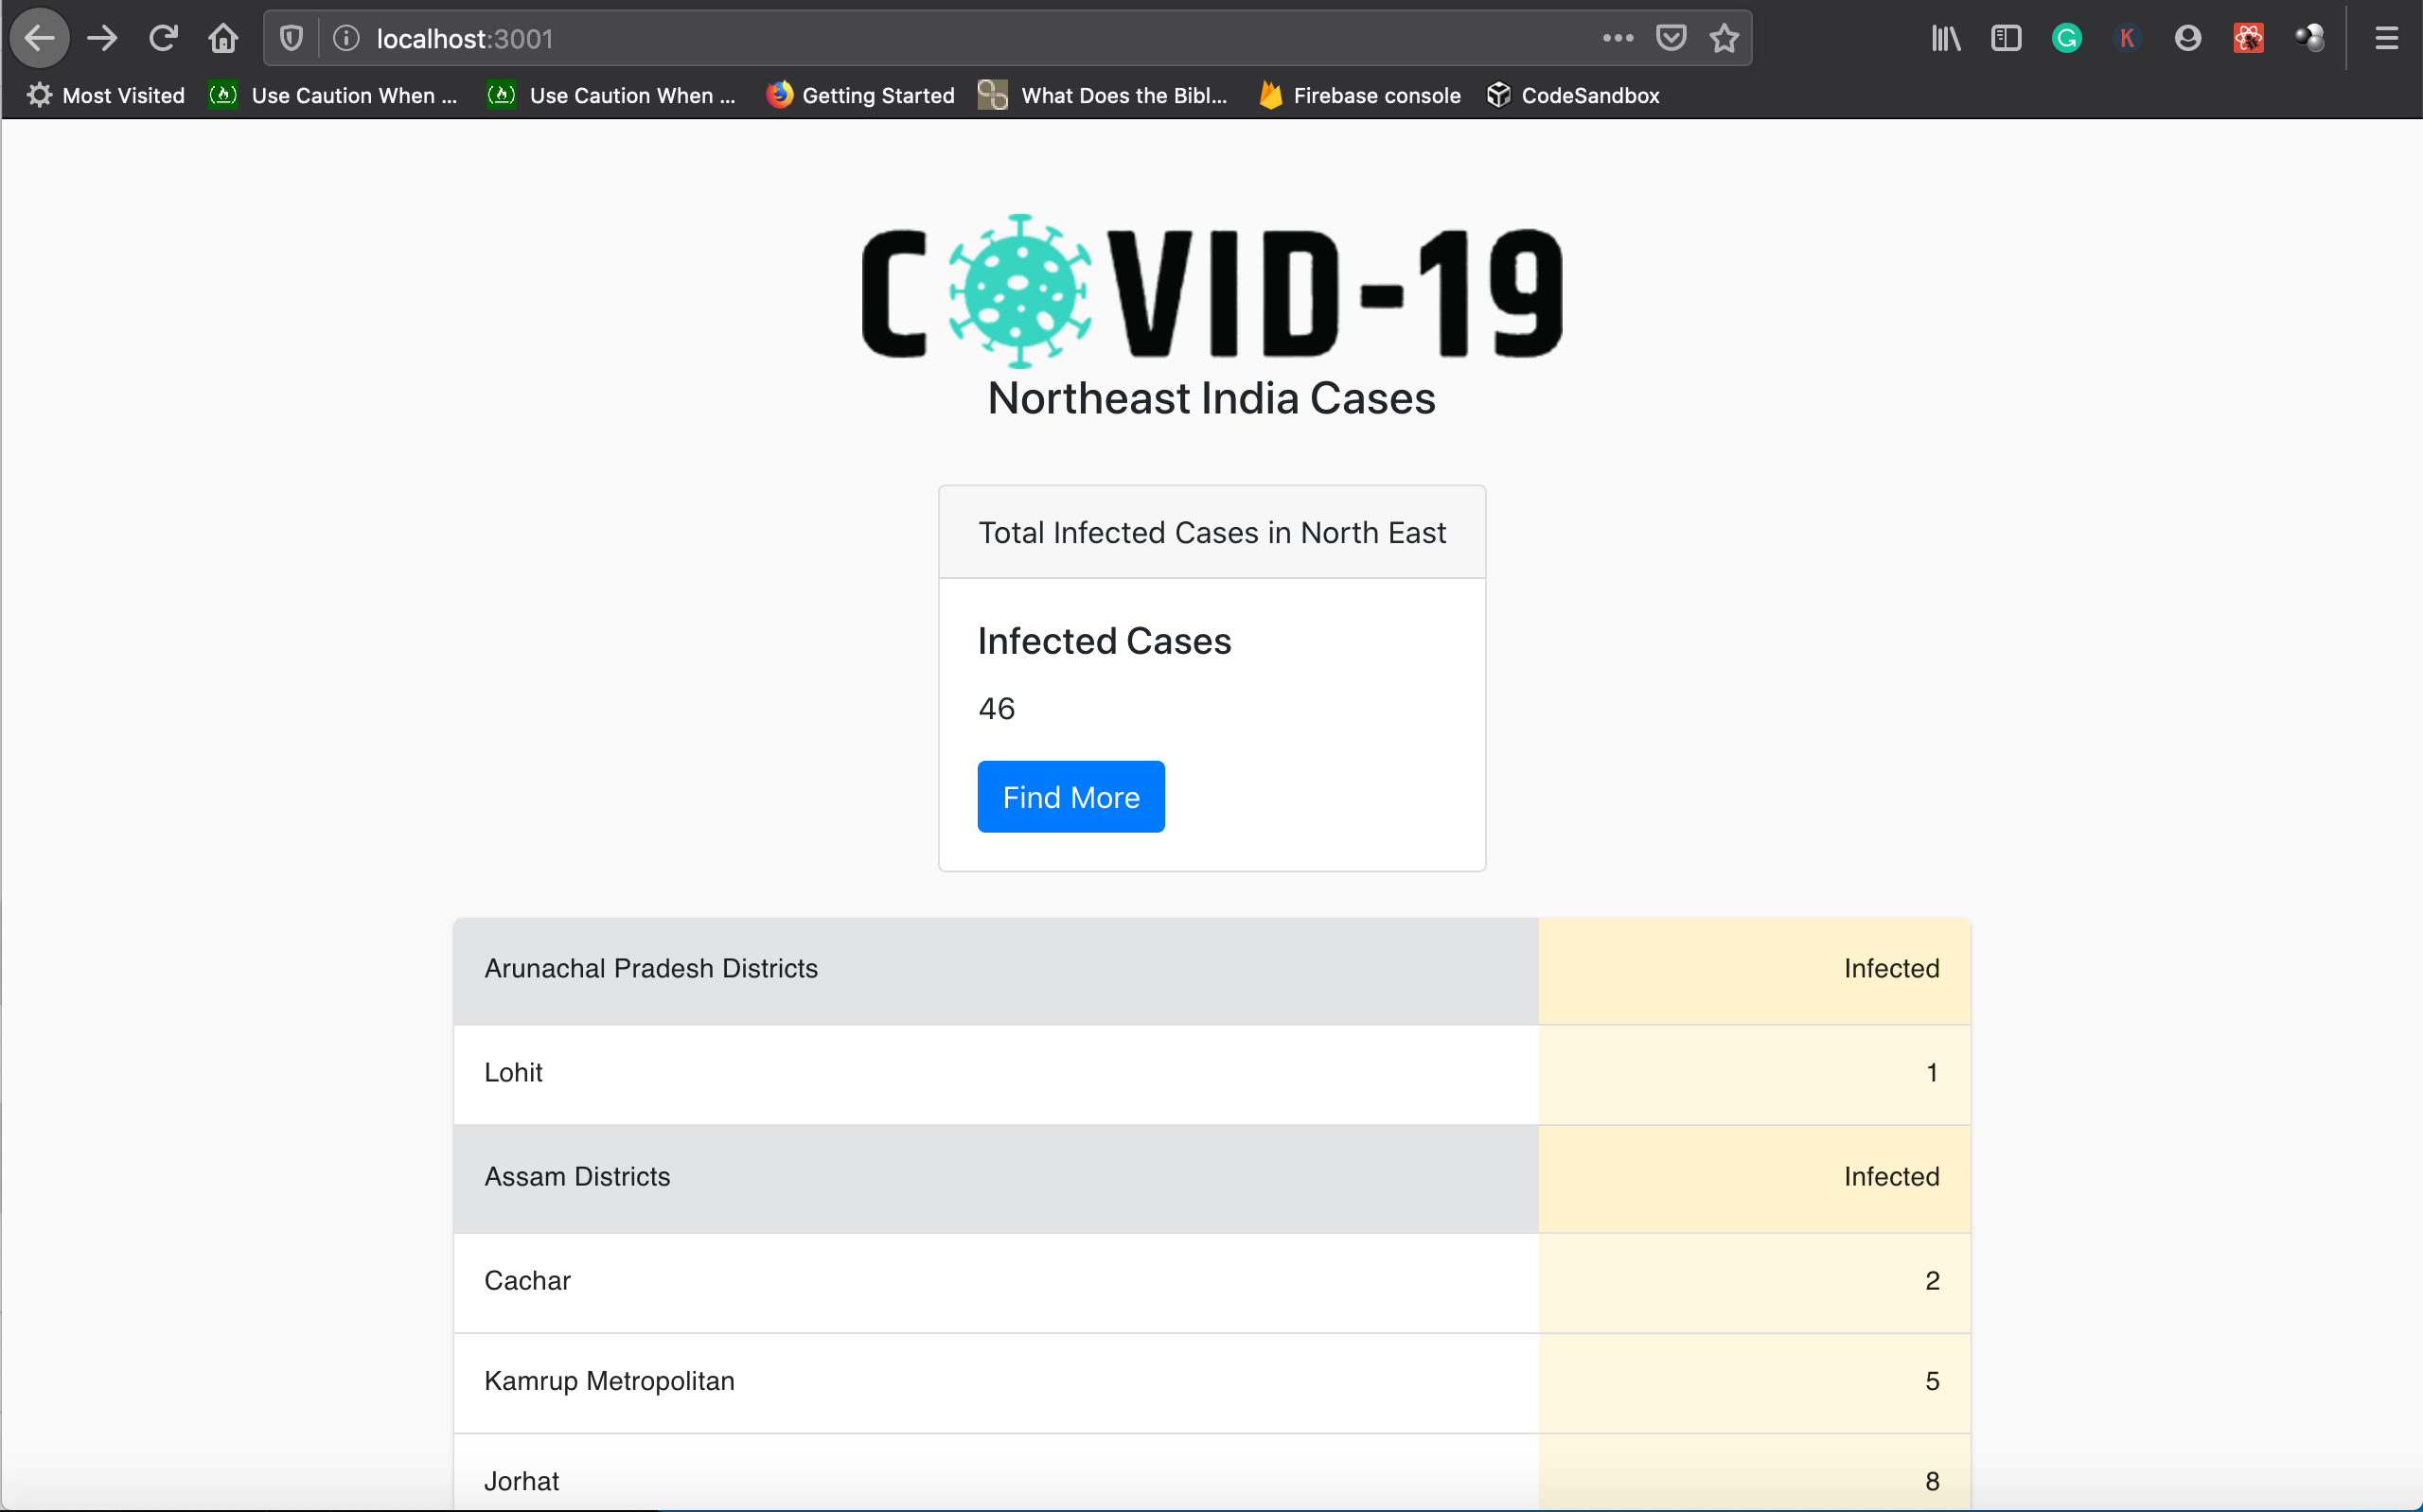 localhost:3001
Most Visited Use Caution When ... Use Caution When ... Getting Started What Does the Bibl... Firebase console CodeSandbox
C VID-19
Northeast India Cases
Total Infected Cases in North East
Infected Cases
46
Find More
Arunachal Pradesh Districts Infected
Lohit 1
Assam Districts Infected
Cachar 2
Kamrup Metropolitan 5
Jorhat 8